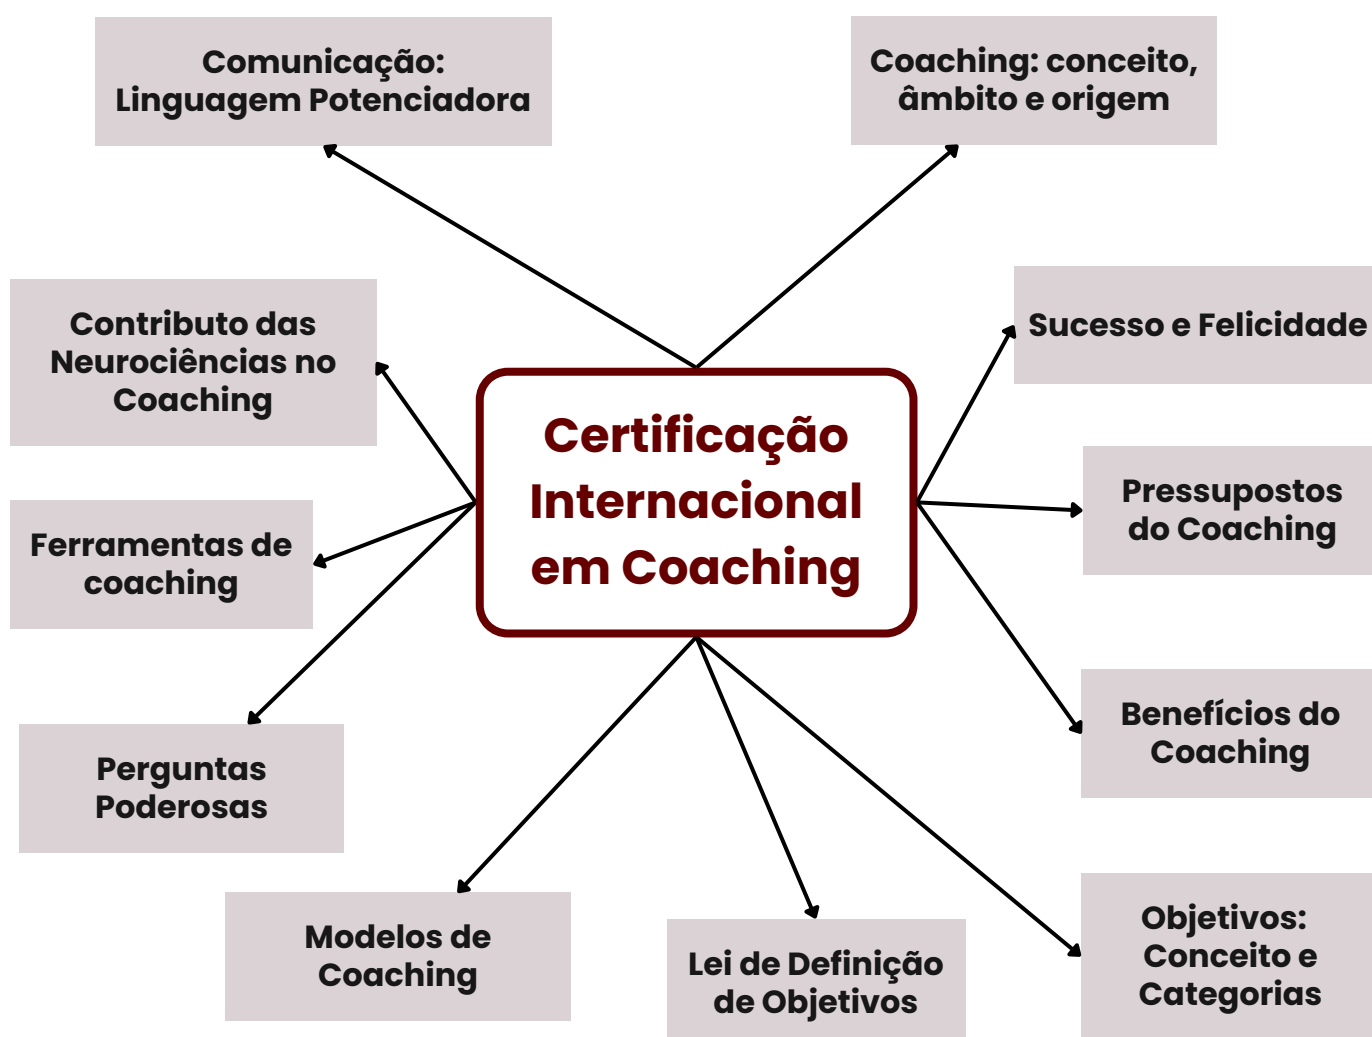 Comunicação:
Linguagem Potenciadora
Coaching: conceito,
âmbito e origem
Contributo das
Neurociências no
Coaching
Sucesso e Felicidade
Certificação
Internacional
em Coaching
Pressupostos
do Coaching
Ferramentas de
coaching
Benefícios do
Coaching
Perguntas
Poderosas
Modelos de
Coaching
Lei de Definição
de Objetivos
Objetivos:
Conceito e
Categorias